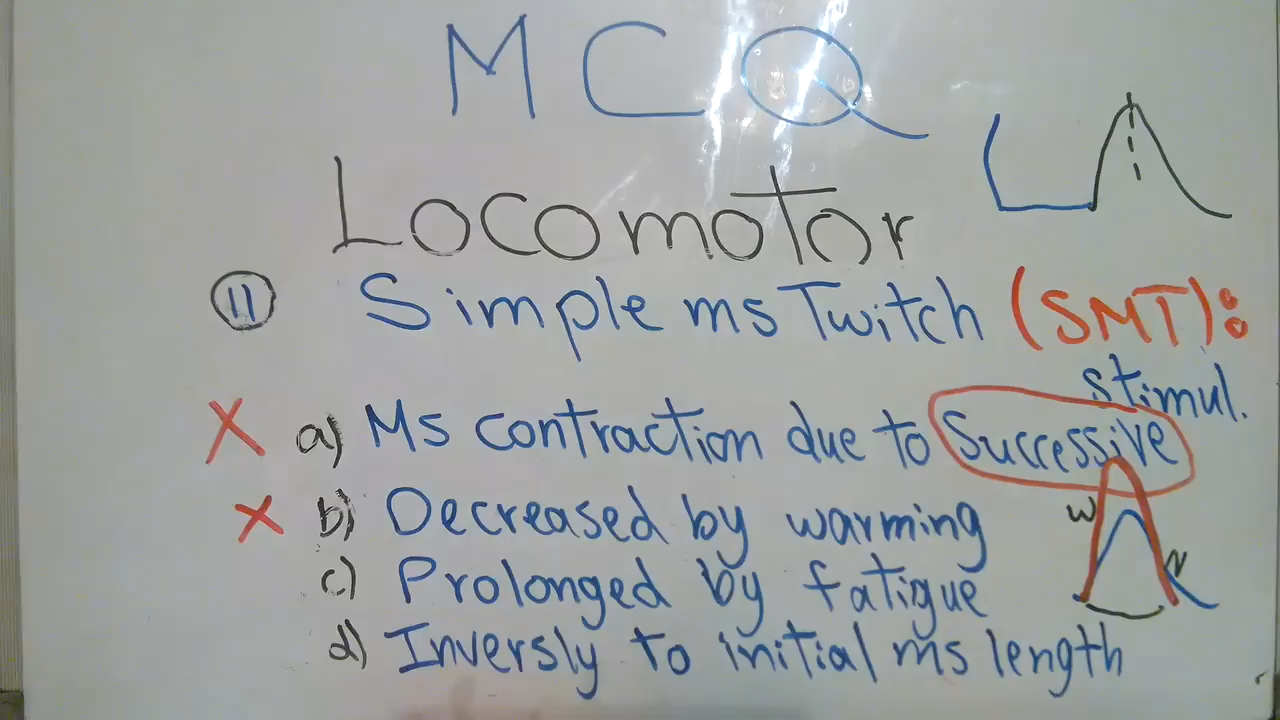 MCQ
Locomotor
11 Simple ms Twitch (SMT):
stimul.
X a) Ms contraction due to Successive
X b) Decreased by warming
W
c) Prolonged by fatigue
N
d) Inversly to initial ms length